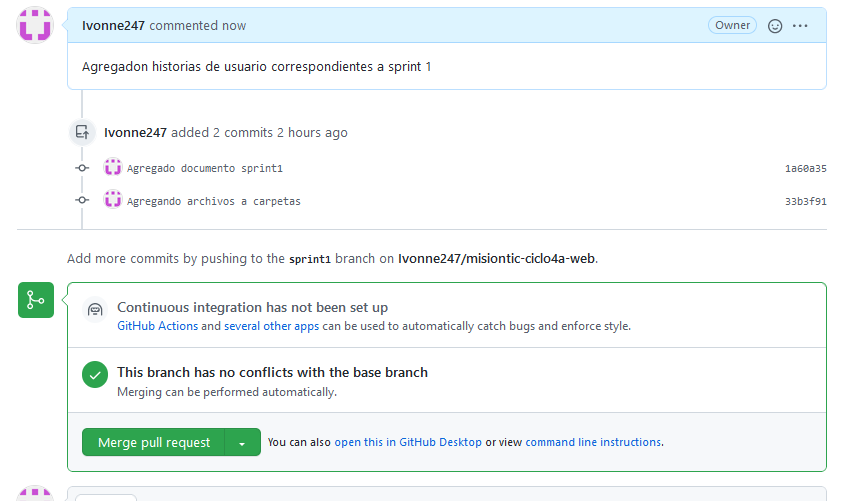 Ivonne247 commented now
Owner
Agregadon historias de usuario correspondientes a sprint 1
Ivonne247 added 2 commits 2 hours ago
Agregado documento sprint1
1a60a35
Agregando archivos a carpetas
33b3f91
Add more commits by pushing to the sprint1 branch on Ivonne247/misiontic-ciclo4a-web.
Continuous integration has not been set up
GitHub Actions and several other apps can be used to automatically catch bugs and enforce style.
This branch has no conflicts with the base branch
Merging can be performed automatically.
Merge pull request
You can also open this in GitHub Desktop or view command line instructions.